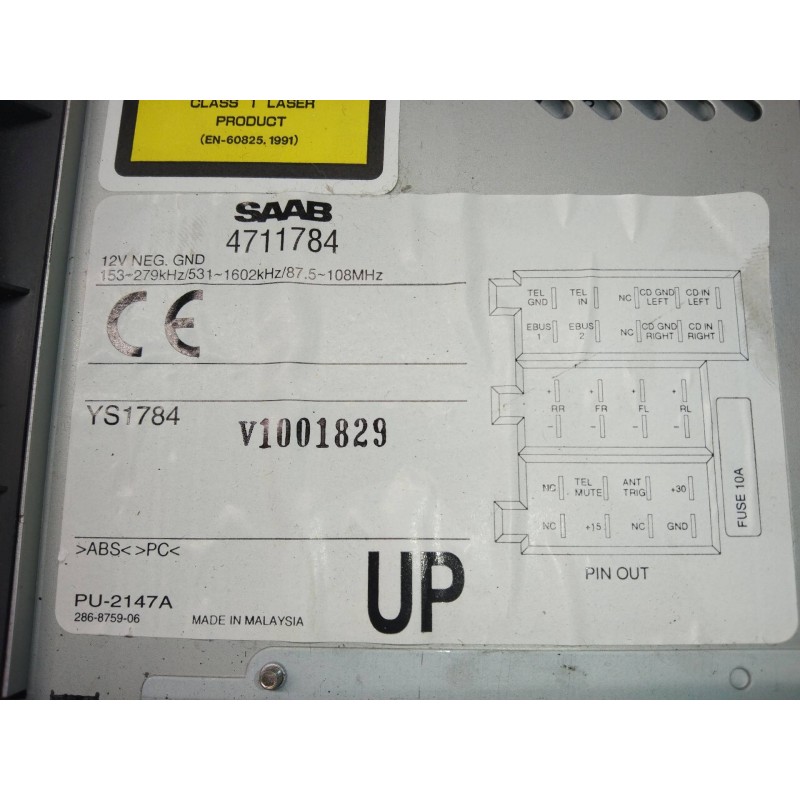 CLASS 1 LASER
PRODUCT
(EN-60825, 1991)
SAAB
4711784
12V NEG. GND
153~279kHz/531~1602kHz/87.5~108MHz
CE
YS1784
V1001829
>ABS< >PC<
PU-2147A
286-8759-06
MADE IN MALAYSIA
UP
TEL GND
TEL IN
NC
CD GND LEFT
CD IN LEFT
EBUS 1
EBUS 2
NC
CD GND RIGHT
CD IN RIGHT
+ + + +
RR FR FL RL
- - - -
NC
TEL MUTE
ANT TRIG
+30
NC
+15
NC
GND
FUSE 10A
PIN OUT